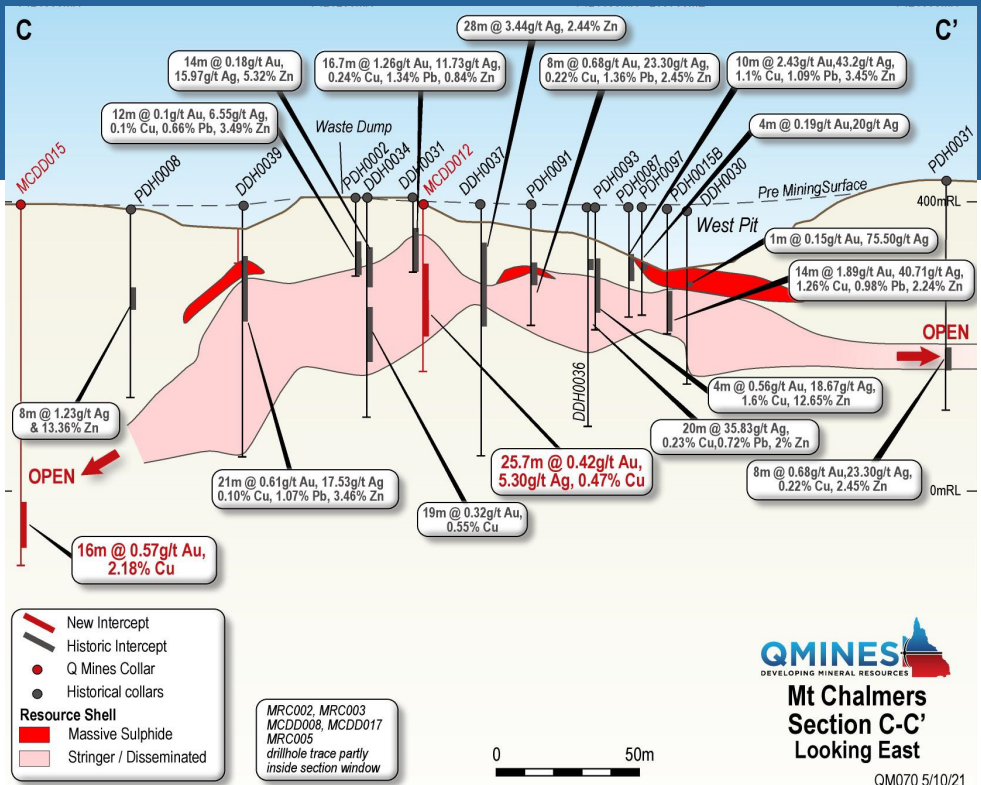 C
C'
28m @ 3.44g/t Ag, 2.44% Zn
14m @ 0.18g/t Au,
15.97g/t Ag, 5.32% Zn
16.7m @ 1.26g/t Au, 11.73g/t Ag,
0.24% Cu, 1.34% Pb, 0.84% Zn
8m @ 0.68g/t Au, 23.30g/t Ag,
0.22% Cu, 1.36% Pb, 2.45% Zn
10m @ 2.43g/t Au,43.2g/t Ag,
1.1% Cu, 1.09% Pb, 3.45% Zn
12m @ 0.1g/t Au, 6.55g/t Ag,
0.1% Cu, 0.66% Pb, 3.49% Zn
4m @ 0.19g/t Au,20g/t Ag
Waste Dump
MCDD015
PDH0008
DDH0039
PDH0002
DDH0034
DDH0031
MCDD012
DDH0037
PDH0091
PDH0093
PDH0087
PDH0097
PDH0015B
DDH0030
PDH0031
Pre MiningSurface
400mRL
West Pit
1m @ 0.15g/t Au, 75.50g/t Ag
14m @ 1.89g/t Au, 40.71g/t Ag,
1.26% Cu, 0.98% Pb, 2.24% Zn
OPEN
DDH0036
4m @ 0.56g/t Au, 18.67g/t Ag,
1.6% Cu, 12.65% Zn
8m @ 1.23g/t Ag
& 13.36% Zn
20m @ 35.83g/t Ag,
0.23% Cu,0.72% Pb, 2% Zn
OPEN
25.7m @ 0.42g/t Au,
5.30g/t Ag, 0.47% Cu
8m @ 0.68g/t Au,23.30g/t Ag,
0.22% Cu, 2.45% Zn
21m @ 0.61g/t Au, 17.53g/t Ag
0.10% Cu, 1.07% Pb, 3.46% Zn
0mRL
19m @ 0.32g/t Au,
0.55% Cu
16m @ 0.57g/t Au,
2.18% Cu
New Intercept
Historic Intercept
Q Mines Collar
Historical collars
Resource Shell
Massive Sulphide
Stringer / Disseminated
MRC002, MRC003
MCDD008, MCDD017
MRC005
drillhole trace partly
inside section window
0
50m
QMINES
DEVELOPING MINERAL RESOURCES
Mt Chalmers
Section C-C'
Looking East
QM070 5/10/21